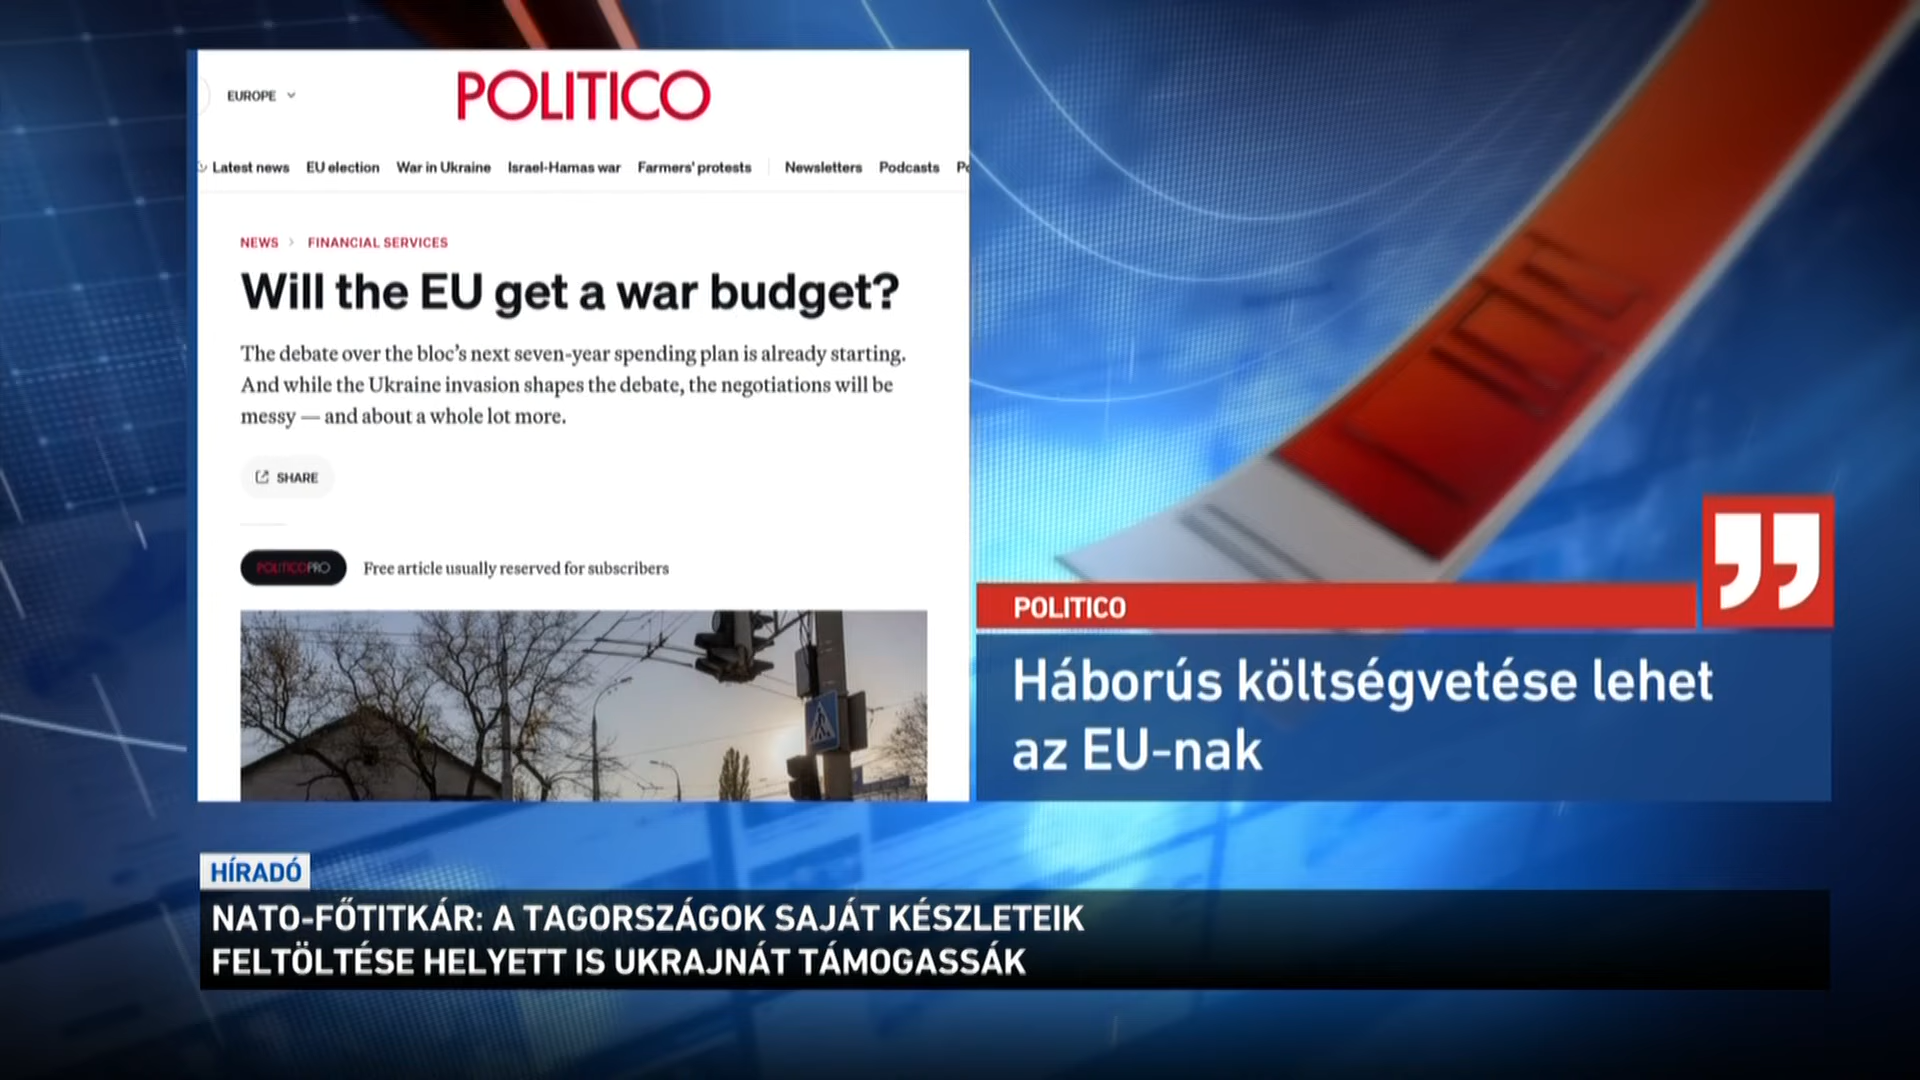 EUROPE
POLITICO
Latest news EU election War in Ukraine Israel-Hamas war Farmers' protests Newsletters Podcasts
NEWS > FINANCIAL SERVICES
Will the EU get a war budget?
The debate over the bloc’s next seven-year spending plan is already starting.
And while the Ukraine invasion shapes the debate, the negotiations will be
messy — and about a whole lot more.
SHARE
POLITICOPRO Free article usually reserved for subscribers
POLITICO
Háborús költségvetése lehet
az EU-nak
HÍRADÓ
NATO-FŐTITKÁR: A TAGORSZÁGOK SAJÁT KÉSZLETEIK
FELTÖLTÉSE HELYETT IS UKRAJNÁT TÁMOGASSÁK